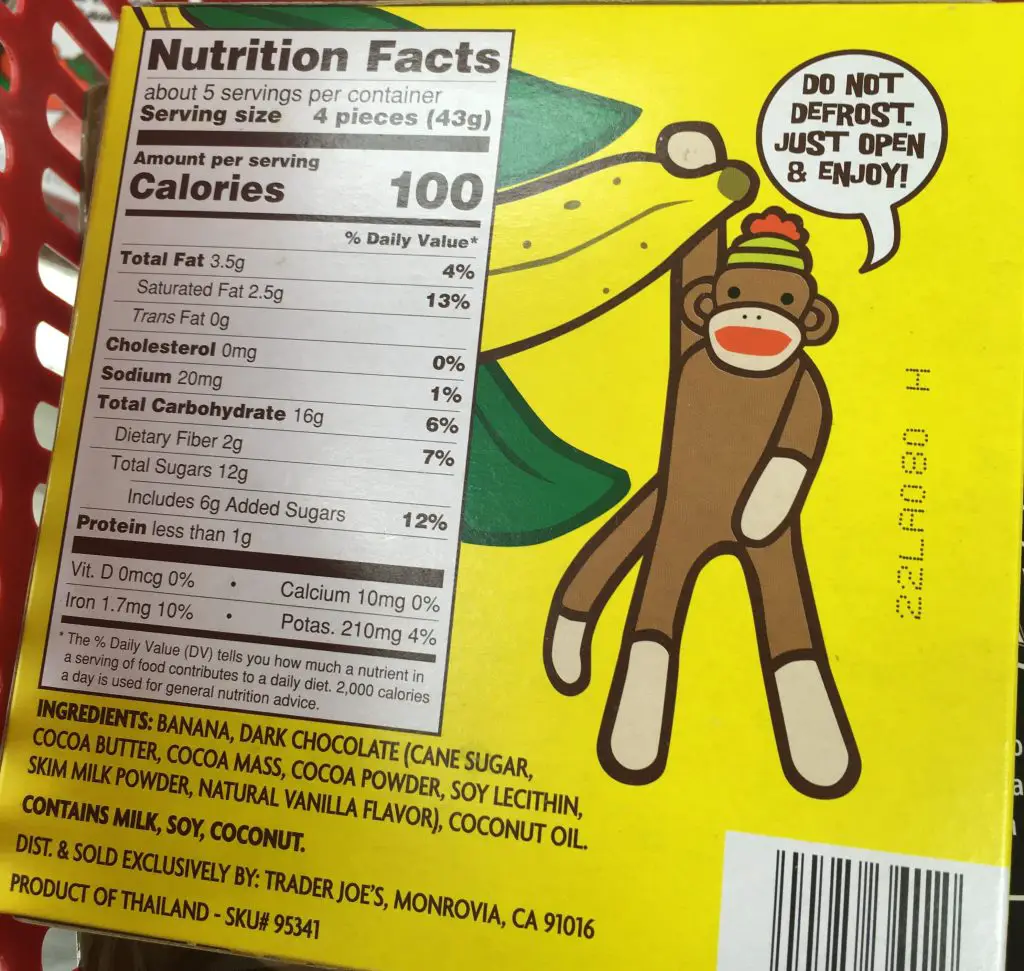 Nutrition Facts
about 5 servings per container
Serving size 4 pieces (43g)
Amount per serving
Calories 100
% Daily Value*
Total Fat 3.5g 4%
Saturated Fat 2.5g 13%
Trans Fat 0g
Cholesterol 0mg 0%
Sodium 20mg 1%
Total Carbohydrate 16g 6%
Dietary Fiber 2g 7%
Total Sugars 12g
Includes 6g Added Sugars 12%
Protein less than 1g
Vit. D 0mcg 0% • Calcium 10mg 0%
Iron 1.7mg 10% • Potas. 210mg 4%
* The % Daily Value (DV) tells you how much a nutrient in
a serving of food contributes to a daily diet. 2,000 calories
a day is used for general nutrition advice.
INGREDIENTS: BANANA, DARK CHOCOLATE (CANE SUGAR,
COCOA BUTTER, COCOA MASS, COCOA POWDER, SOY LECITHIN,
SKIM MILK POWDER, NATURAL VANILLA FLAVOR), COCONUT OIL.
CONTAINS MILK, SOY, COCONUT.
DIST. & SOLD EXCLUSIVELY BY: TRADER JOE'S, MONROVIA, CA 91016
PRODUCT OF THAILAND - SKU# 95341
DO NOT
DEFROST.
JUST OPEN
& ENJOY!
22LA080 H